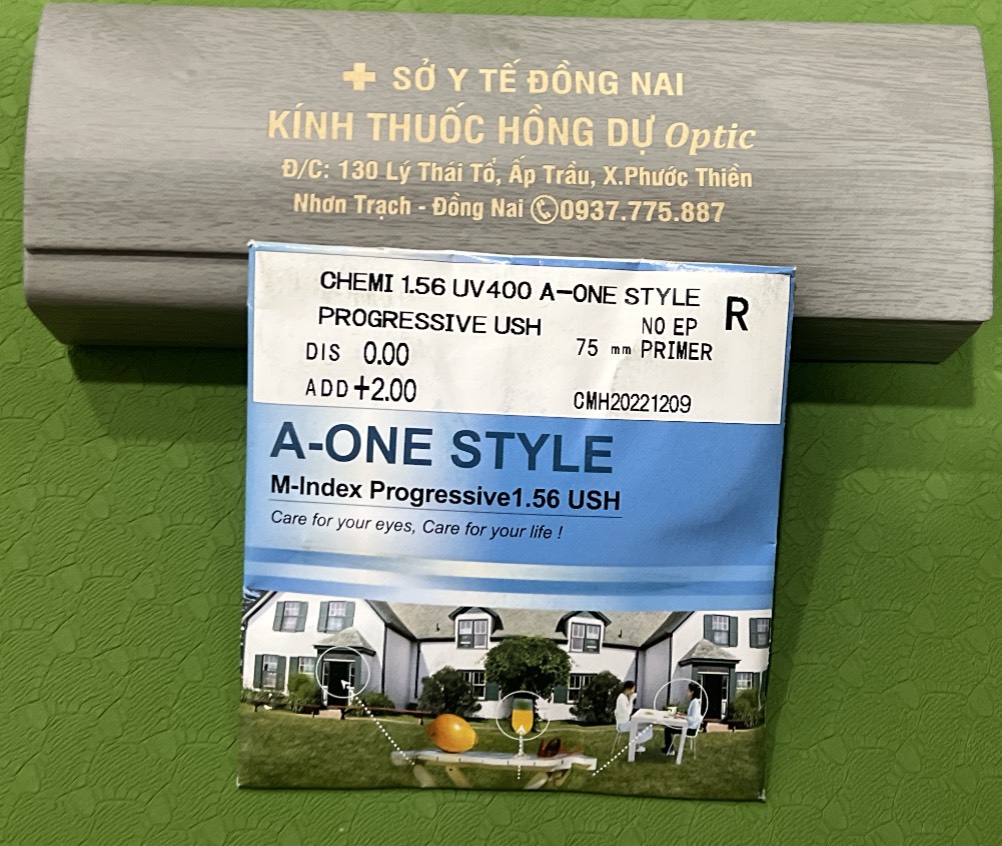 ✚ SỞ Y TẾ ĐỒNG NAI
KÍNH THUỐC HỒNG DỰ Optic
Đ/C: 130 Lý Thái Tổ, Ấp Trầu, X.Phước Thiền
Nhơn Trạch - Đồng Nai 0937.775.887
CHEMI 1.56 UV400 A-ONE STYLE
PROGRESSIVE USH NO EP R
DIS 0.00 75 mm PRIMER
ADD +2.00 CMH20221209
A-ONE STYLE
M-Index Progressive1.56 USH
Care for your eyes, Care for your life !